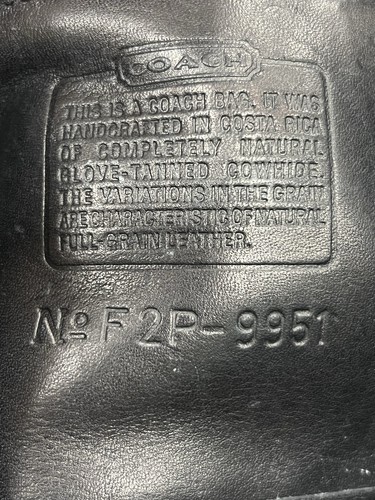 COACH
THIS IS A COACH BAG. IT WAS
HANDCRAFTED IN COSTA RICA
OF COMPLETELY NATURAL
GLOVE-TANNED COWHIDE.
THE VARIATIONS IN THE GRAIN
ARE CHARACTERISTIC OF NATURAL
FULL-GRAIN LEATHER.
No F2P-9951